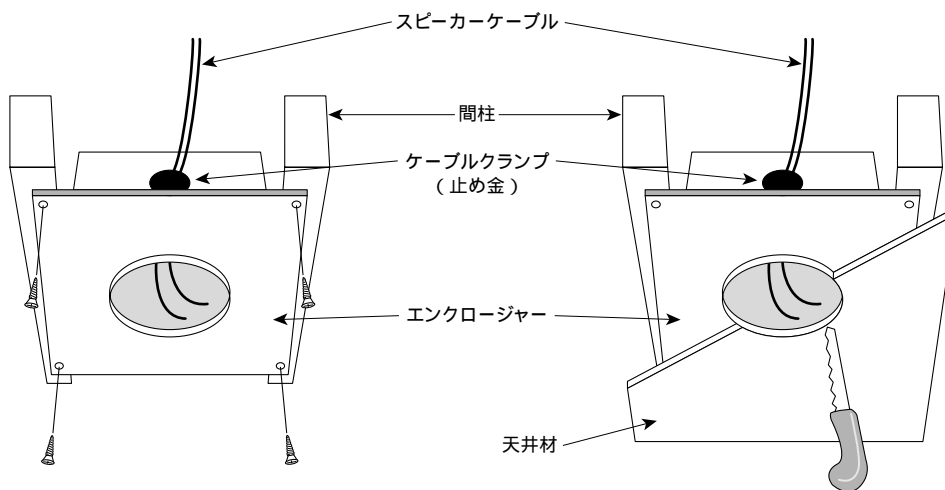 スピーカーケーブル
間柱
ケーブルクランプ
（止め金）
エンクロージャー
天井材